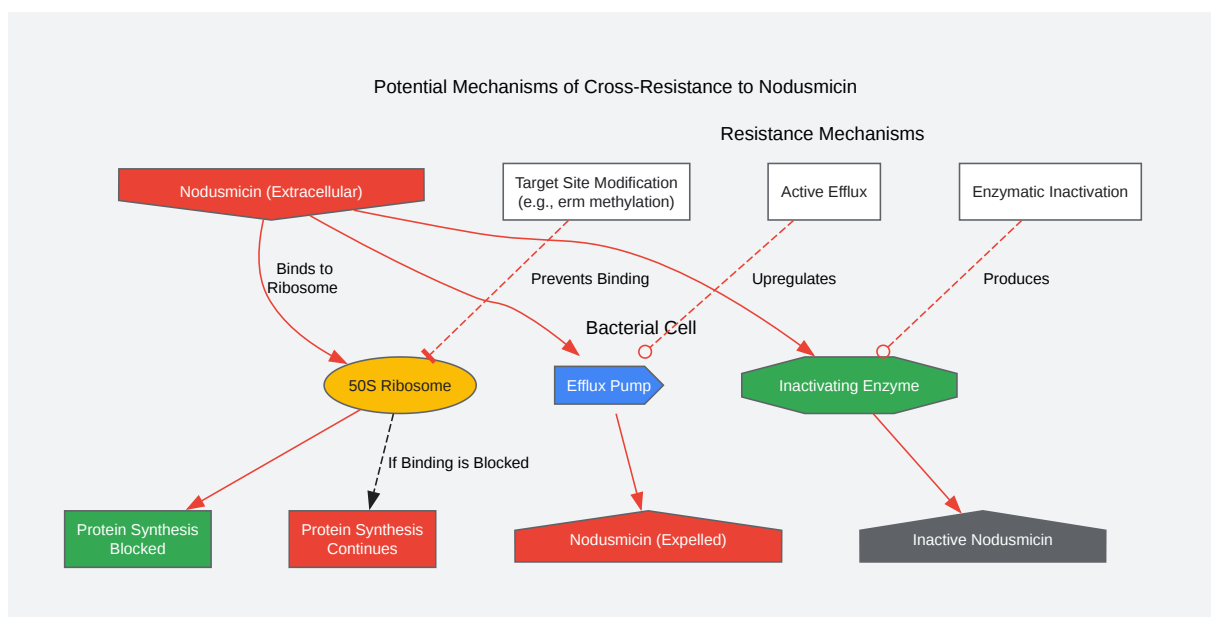 Potential Mechanisms of Cross-Resistance to Nodusmicin
Resistance Mechanisms
Nodusmicin (Extracellular)
Target Site Modification
(e.g., erm methylation)
Active Efflux
Enzymatic Inactivation
Binds to
Ribosome
Prevents Binding
Upregulates
Produces
Bacterial Cell
50S Ribosome
Efflux Pump
Inactivating Enzyme
If Binding is Blocked
Protein Synthesis
Blocked
Protein Synthesis
Continues
Nodusmicin (Expelled)
Inactive Nodusmicin